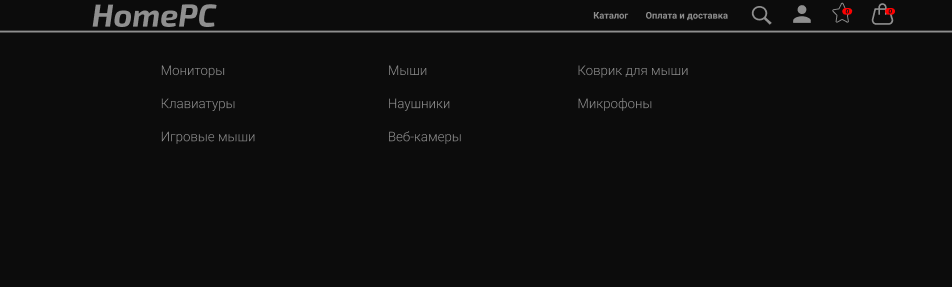 HomePC
Каталог Оплата и доставка
Мониторы Мыши Коврик для мыши
Клавиатуры Наушники Микрофоны
Игровые мыши Веб-камеры